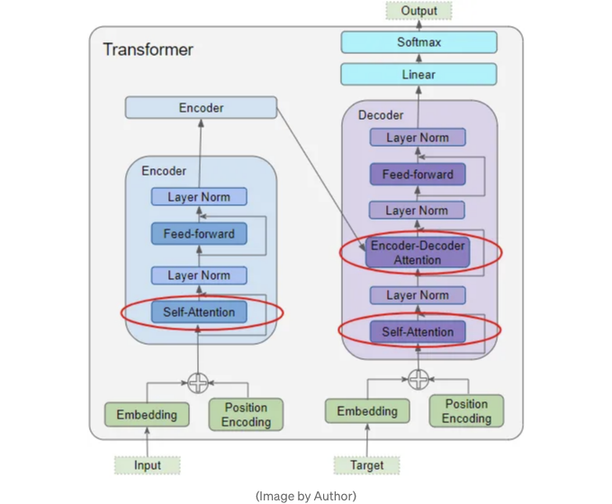 Output
Softmax
Transformer
Linear
Encoder
Decoder
Layer Norm
Encoder
Feed-forward
Layer Norm
Layer Norm
Feed-forward
Encoder-Decoder
Attention
Layer Norm
Layer Norm
Self-Attention
Self-Attention
Embedding
Position
Encoding
Embedding
Position
Encoding
Input
Target
(Image by Author)